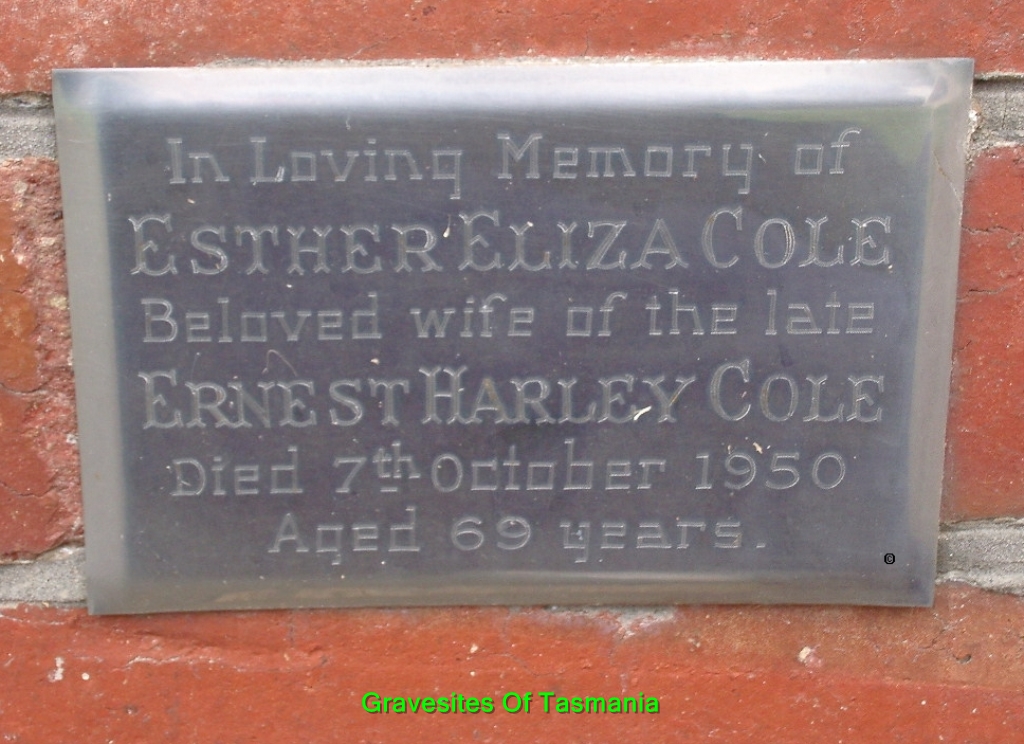 In Loving Memory of
ESTHER ELIZA COLE
Beloved wife of the late
ERNEST HARLEY COLE
Died 7th October 1950
Aged 69 years.
©
Gravesites Of Tasmania